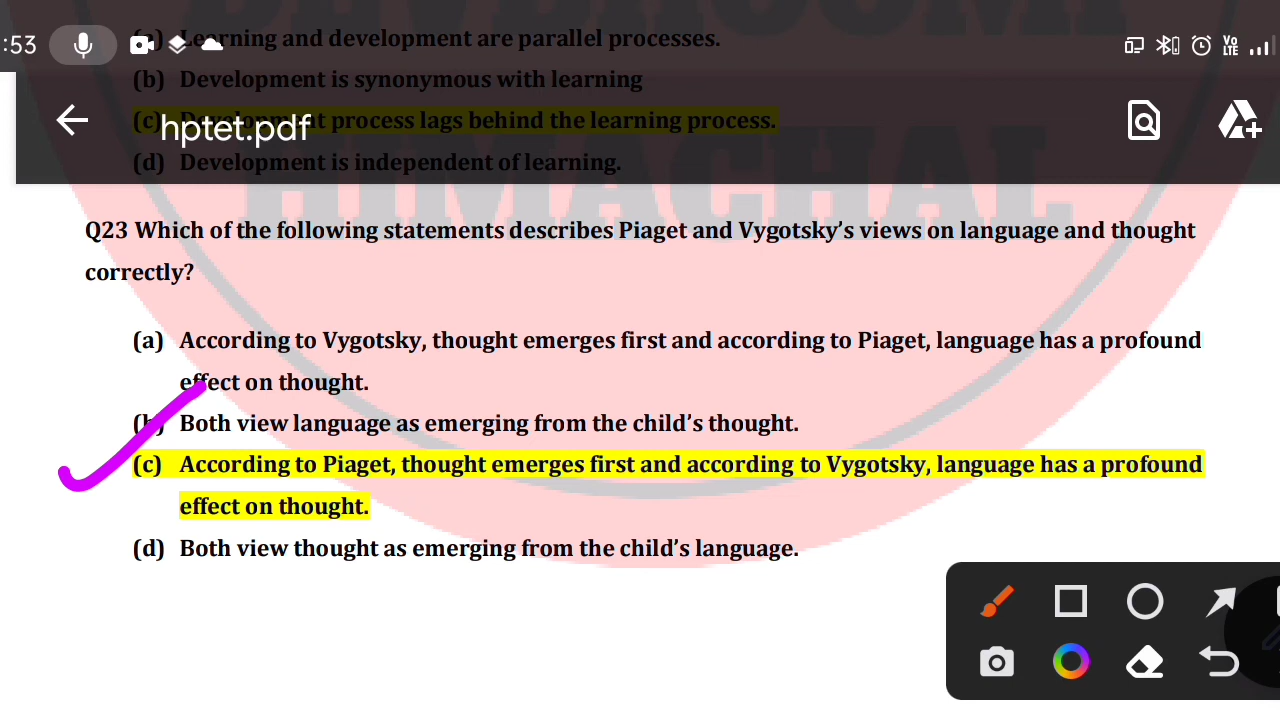 :53
(a) Learning and development are parallel processes.
(b) Development is synonymous with learning
(c) Development process lags behind the learning process.
hptet.pdf
(d) Development is independent of learning.
HIMACHAL
Q23 Which of the following statements describes Piaget and Vygotsky's views on language and thought
correctly?
(a) According to Vygotsky, thought emerges first and according to Piaget, language has a profound
effect on thought.
(b) Both view language as emerging from the child's thought.
(c) According to Piaget, thought emerges first and according to Vygotsky, language has a profound
effect on thought.
(d) Both view thought as emerging from the child's language.